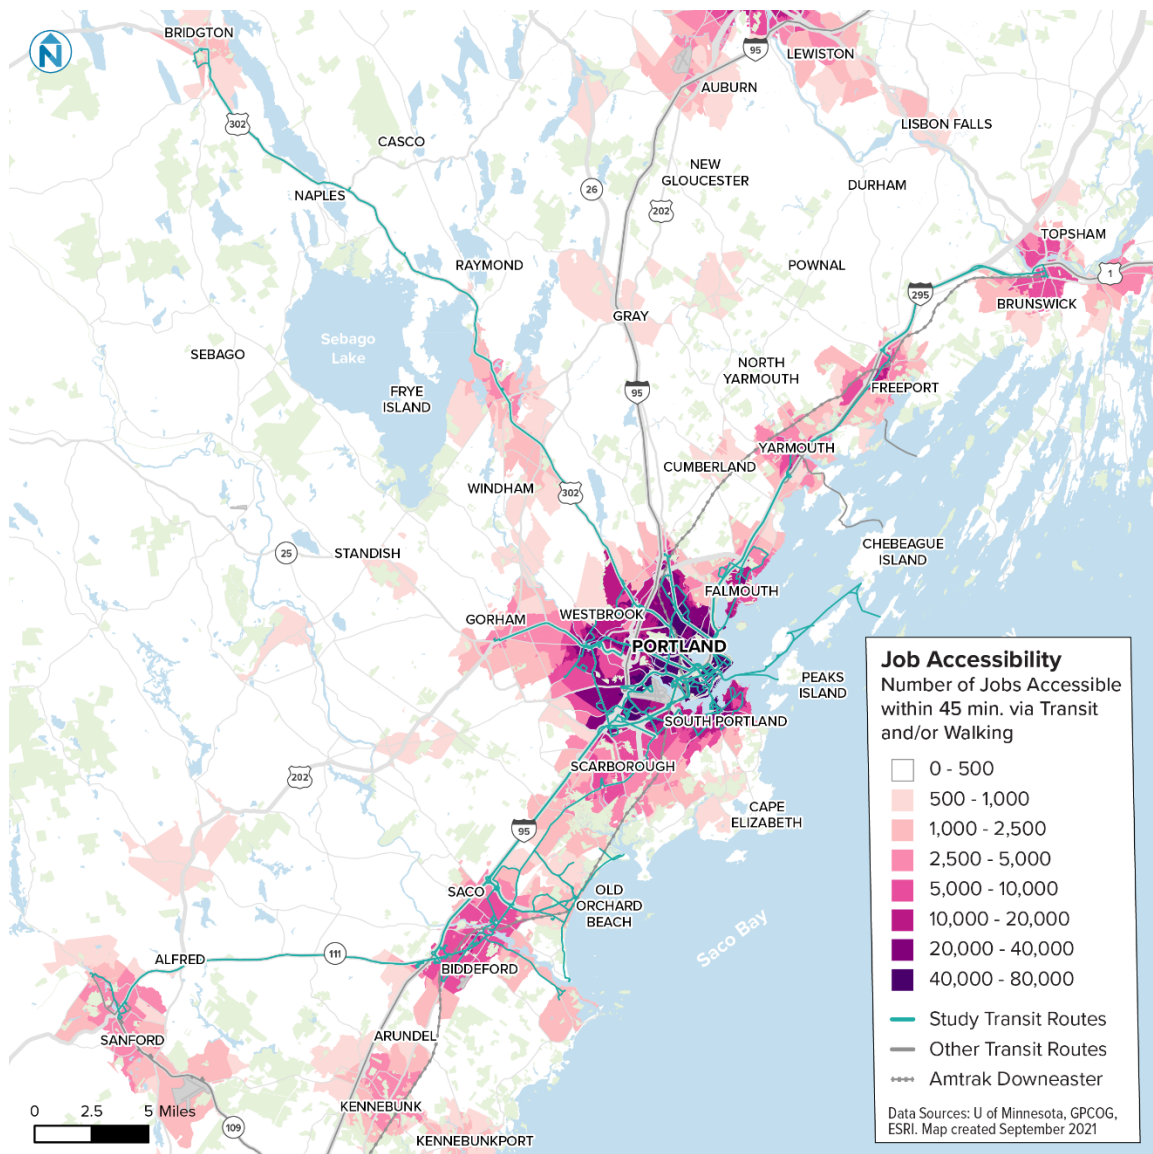 BRIDGTON
N
95
LEWISTON
AUBURN
302
LISBON FALLS
CASCO
NEW
GLOUCESTER
DURHAM
26
NAPLES
202
TOPSHAM
RAYMOND
POWNAL
1
295
BRUNSWICK
GRAY
Sebago
Lake
SEBAGO
NORTH
YARMOUTH
FREEPORT
FRYE
ISLAND
95
YARMOUTH
CUMBERLAND
WINDHAM
302
CHEBEAGUE
ISLAND
25
STANDISH
FALMOUTH
GORHAM
WESTBROOK
PORTLAND
PEAKS
ISLAND
SOUTH PORTLAND
SCARBOROUGH
202
CAPE
ELIZABETH
95
SACO
OLD
ORCHARD
BEACH
Saco Bay
111
ALFRED
BIDDEFORD
ARUNDEL
SANFORD
KENNEBUNK
109
KENNEBUNKPORT
0 2.5 5 Miles
Job Accessibility
Number of Jobs Accessible
within 45 min. via Transit
and/or Walking
0 - 500
500 - 1,000
1,000 - 2,500
2,500 - 5,000
5,000 - 10,000
10,000 - 20,000
20,000 - 40,000
40,000 - 80,000
Study Transit Routes
Other Transit Routes
Amtrak Downeaster
Data Sources: U of Minnesota, GPCOG,
ESRI. Map created September 2021